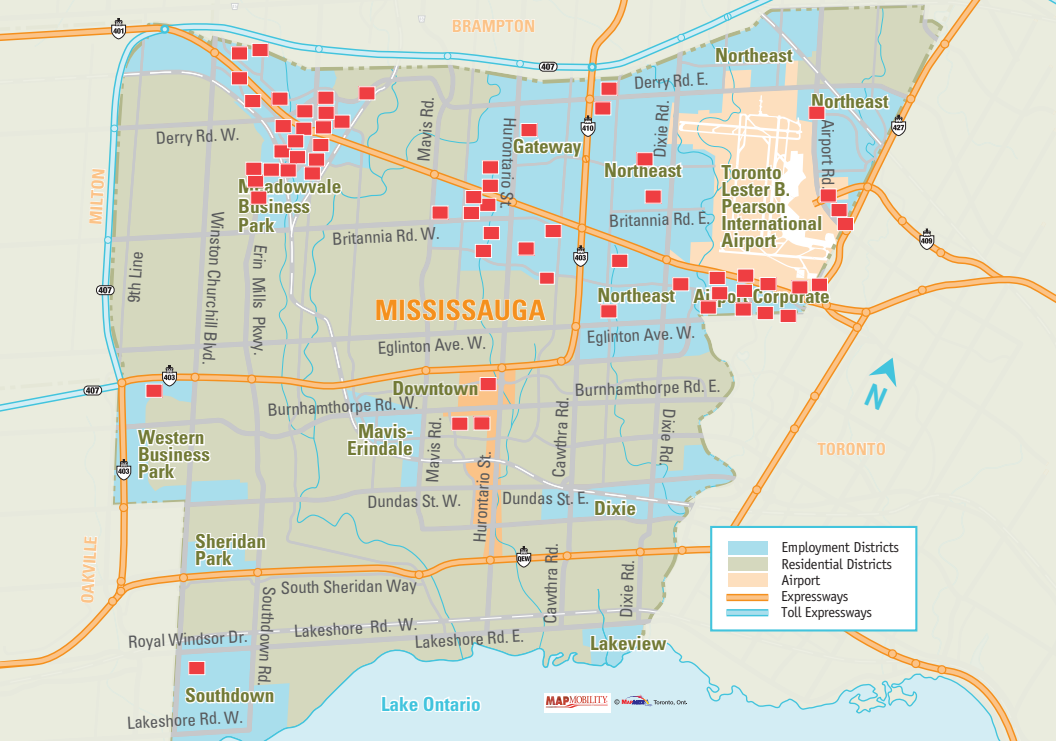 BRAMPTON
401
407
Northeast
Derry Rd. E.
Northeast
Mavis Rd.
Hurontario St.
410
Dixie Rd.
Airport Rd.
427
Derry Rd. W.
Gateway
Northeast
Toronto
Lester B.
Pearson
International
Airport
MILTON
Meadowvale
Business
Park
Winston Churchill Blvd.
Britannia Rd. W.
Britannia Rd. E.
409
9th Line
Erin Mills Pkwy.
403
407
MISSISSAUGA
Northeast
Airport Corporate
Eglinton Ave. W.
Eglinton Ave. W.
N
403
407
Downtown
Burnhamthorpe Rd. E.
Burnhamthorpe Rd. W.
Mavis-
Erindale
Mavis Rd.
Cawthra Rd.
Dixie Rd.
TORONTO
Western
Business
Park
403
Hurontario St.
Dundas St. W.
Dundas St. E.
Dixie
OAKVILLE
Sheridan
Park
QEW
Employment Districts
Residential Districts
Airport
Expressways
Toll Expressways
South Sheridan Way
Cawthra Rd.
Dixie Rd.
Southdown Rd.
Royal Windsor Dr.
Lakeshore Rd. W.
Lakeshore Rd. E.
Lakeview
Southdown
Lakeshore Rd. W.
Lake Ontario
MAPMOBILITY
Toronto, Ont.